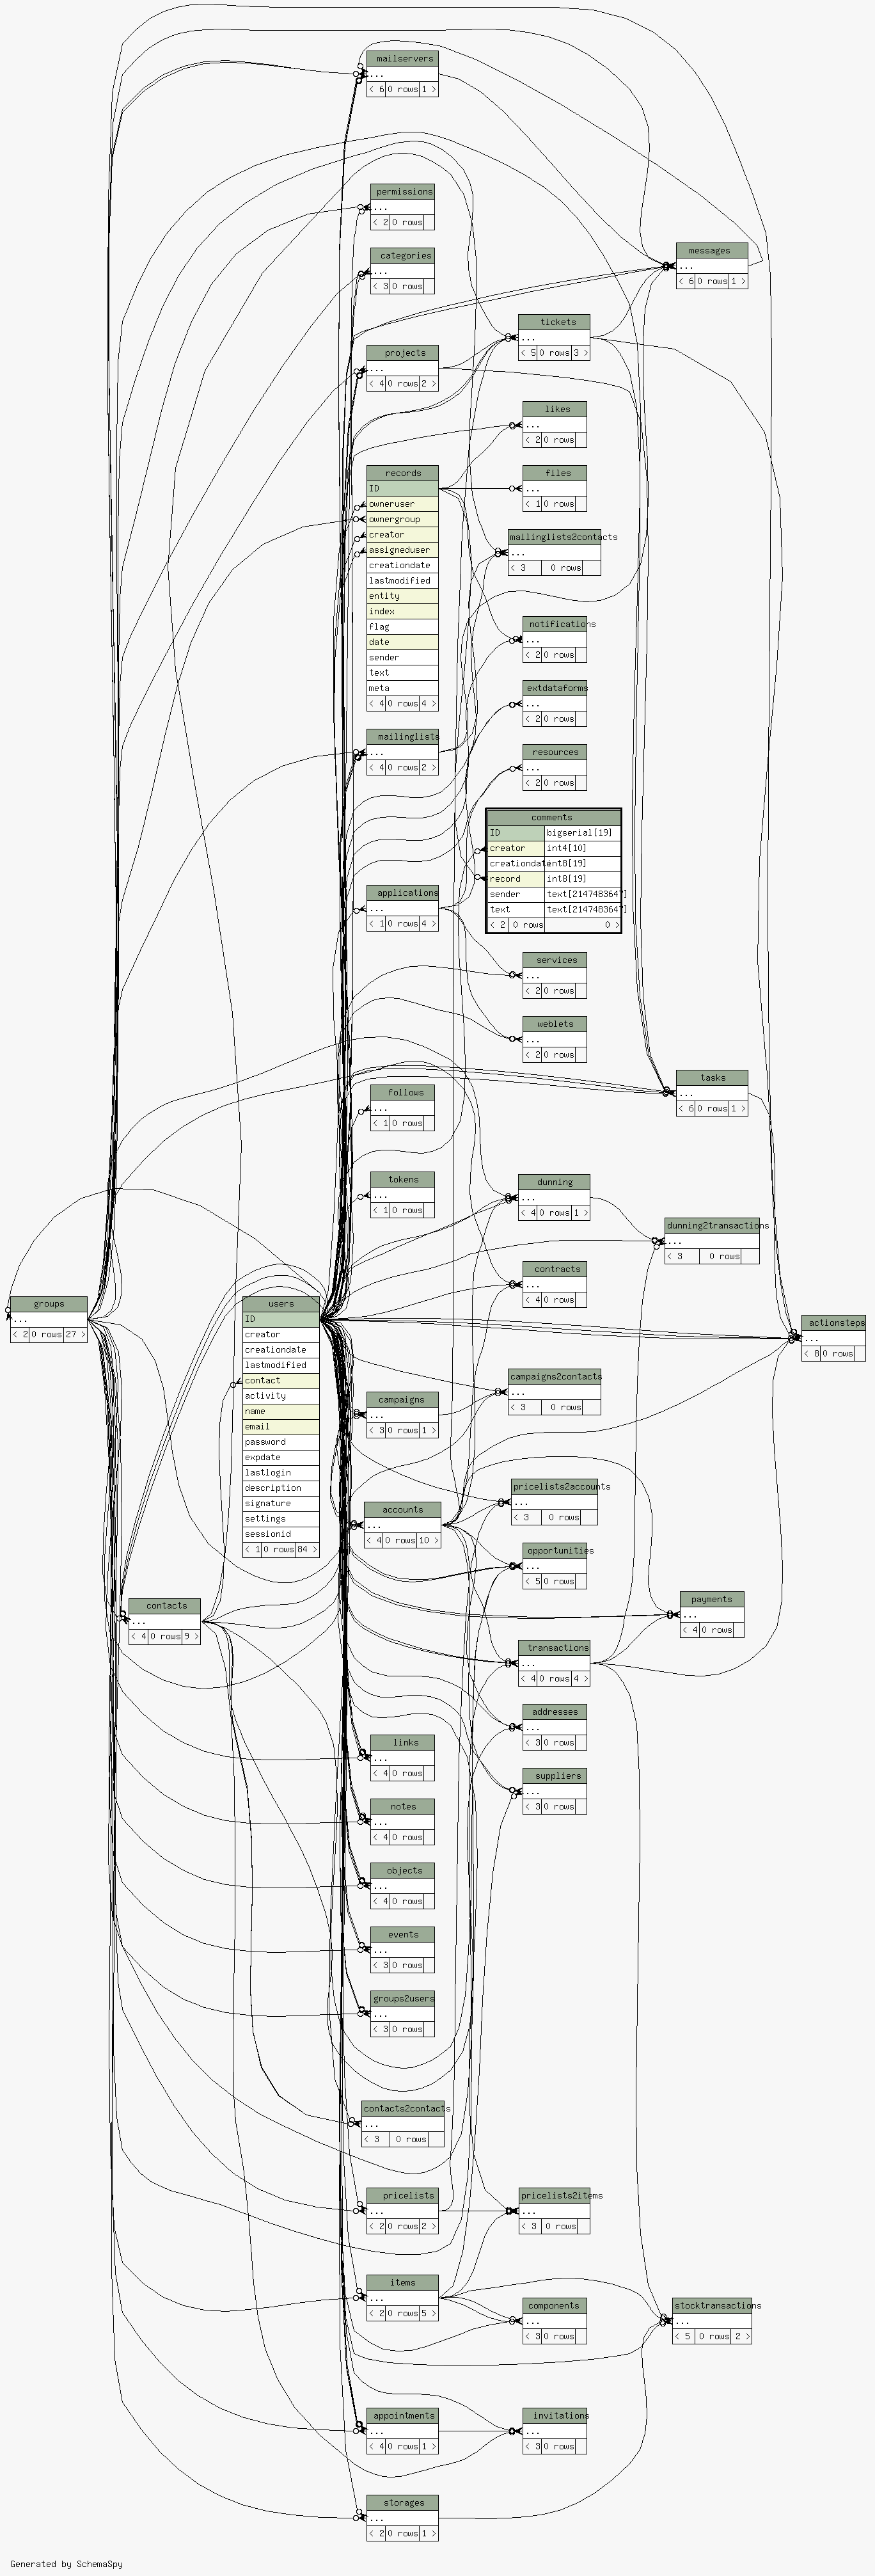 mailservers
...
< 6 0 rows 1 >
permissions
...
< 2 0 rows
categories
...
< 3 0 rows
messages
...
< 6 0 rows 1 >
tickets
...
< 5 0 rows 3 >
projects
...
< 4 0 rows 2 >
likes
...
< 2 0 rows
records
ID
owneruser
ownergroup
creator
assigneduser
creationdate
lastmodified
entity
index
flag
date
sender
text
meta
< 4 0 rows 4 >
files
...
< 1 0 rows
mailinglists2contacts
...
< 3 0 rows
notifications
...
< 2 0 rows
extdataforms
...
< 2 0 rows
mailinglists
...
< 4 0 rows 2 >
resources
...
< 2 0 rows
comments
ID bigserial[19]
creator int4[10]
creationdate int8[19]
record int8[19]
sender text[2147483647]
text text[2147483647]
< 2 0 rows 0 >
applications
...
< 1 0 rows 4 >
services
...
< 2 0 rows
weblets
...
< 2 0 rows
tasks
...
< 6 0 rows 1 >
follows
...
< 1 0 rows
tokens
...
< 1 0 rows
dunning
...
< 4 0 rows 1 >
dunning2transactions
...
< 3 0 rows
contracts
...
< 4 0 rows
groups
...
< 2 0 rows 27 >
users
ID
creator
creationdate
lastmodified
contact
activity
name
email
password
expdate
lastlogin
description
signature
settings
sessionid
< 1 0 rows 84 >
actionsteps
...
< 8 0 rows
campaigns2contacts
...
< 3 0 rows
campaigns
...
< 3 0 rows 1 >
pricelists2accounts
...
< 3 0 rows
accounts
...
< 4 0 rows 10 >
opportunities
...
< 5 0 rows
contacts
...
< 4 0 rows 9 >
payments
...
< 4 0 rows
transactions
...
< 4 0 rows 4 >
addresses
...
< 3 0 rows
links
...
< 4 0 rows
suppliers
...
< 3 0 rows
notes
...
< 4 0 rows
objects
...
< 4 0 rows
events
...
< 3 0 rows
groups2users
...
< 3 0 rows
contacts2contacts
...
< 3 0 rows
pricelists
...
< 2 0 rows 2 >
pricelists2items
...
< 3 0 rows
items
...
< 2 0 rows 5 >
components
...
< 3 0 rows
stocktransactions
...
< 5 0 rows 2 >
appointments
...
< 4 0 rows 1 >
invitations
...
< 3 0 rows
storages
...
< 2 0 rows 1 >
Generated by SchemaSpy